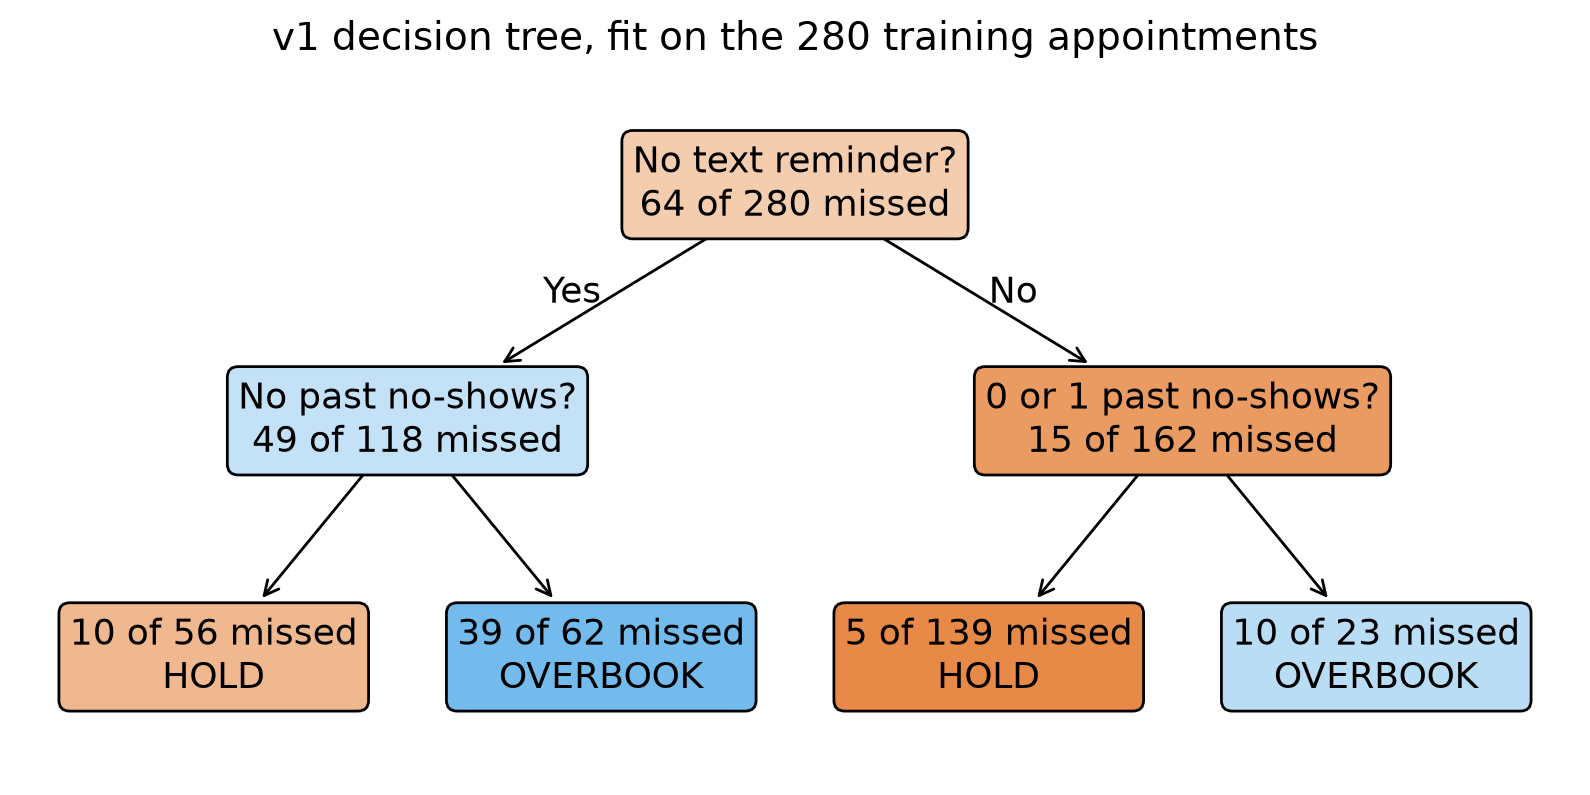 v1 decision tree, fit on the 280 training appointments
No text reminder?
64 of 280 missed
Yes
No
No past no-shows?
49 of 118 missed
0 or 1 past no-shows?
15 of 162 missed
10 of 56 missed
HOLD
39 of 62 missed
OVERBOOK
5 of 139 missed
HOLD
10 of 23 missed
OVERBOOK